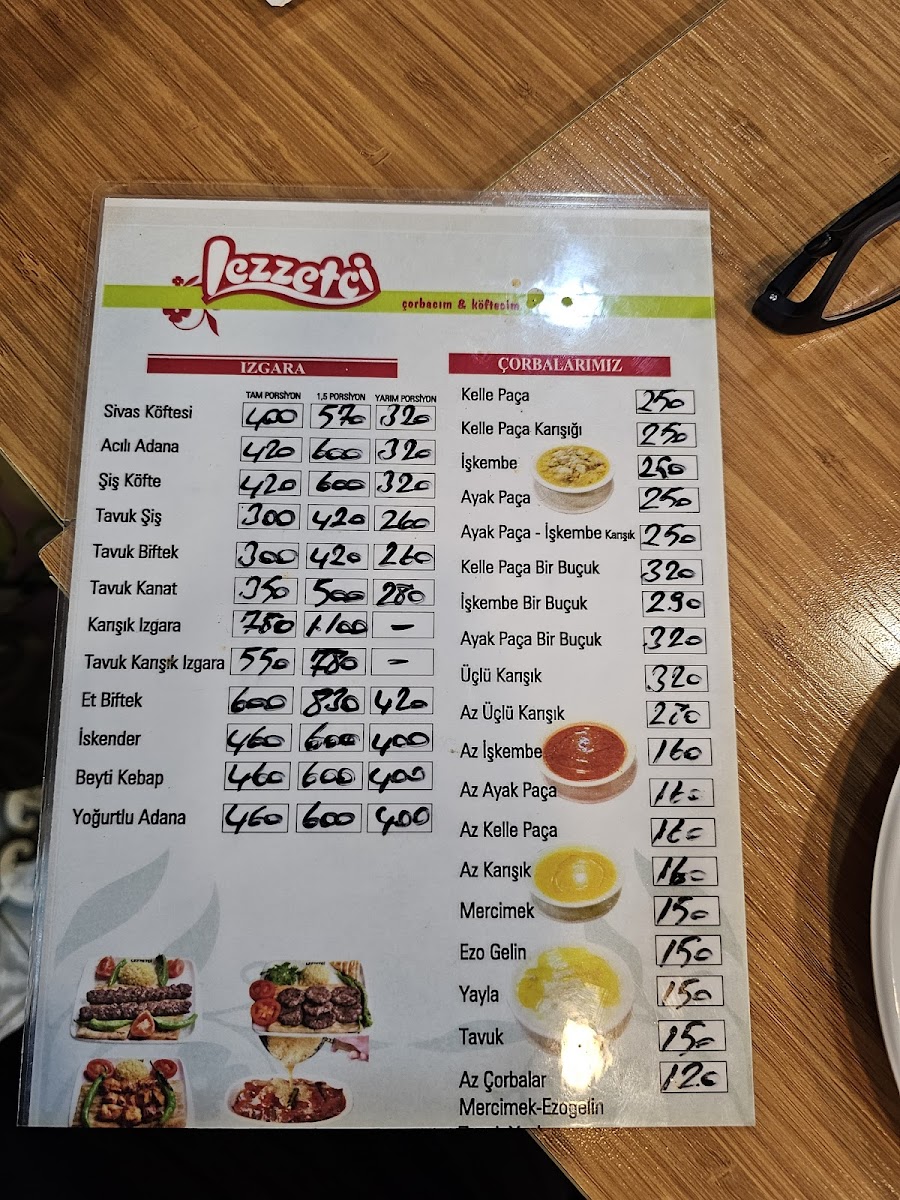 lezzetçi
çorbacım & köftecim
IZGARA
TAM PORSİYON 1,5 PORSİYON YARIM PORSİYON
Sivas Köftesi 400 570 320
Acılı Adana 420 600 320
Şiş Köfte 420 600 320
Tavuk Şiş 300 420 260
Tavuk Biftek 300 420 260
Tavuk Kanat 350 500 280
Karışık Izgara 780 1.100 -
Tavuk Karışık Izgara 550 780 -
Et Biftek 600 830 420
İskender 460 600 400
Beyti Kebap 460 600 400
Yoğurtlu Adana 460 600 400
ÇORBALARIMIZ
Kelle Paça 250
Kelle Paça Karışığı 250
İşkembe 250
Ayak Paça 250
Ayak Paça - İşkembe Karışık 250
Kelle Paça Bir Buçuk 320
İşkembe Bir Buçuk 290
Ayak Paça Bir Buçuk 320
Üçlü Karışık 320
Az Üçlü Karışık 270
Az İşkembe 160
Az Ayak Paça 160
Az Kelle Paça 160
Az Karışık 160
Mercimek 150
Ezo Gelin 150
Yayla 150
Tavuk 150
Az Çorbalar 120
Mercimek-Ezogelin